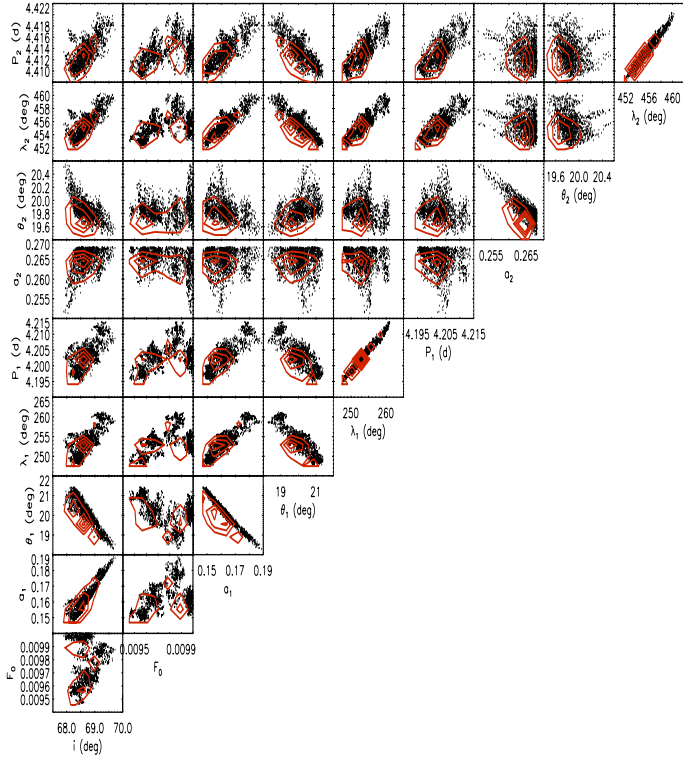 4.420
4.418
4.416
4.414
4.412
4.410
P2 (d)
452 456 460
λ2 (deg)
460
458
456
454
452
λ2 (deg)
19.6 20.0 20.4
θ2 (deg)
20.4
20.2
20.0
19.8
19.6
θ2 (deg)
0.255 0.265
a2
0.270
0.265
0.260
0.255
a2
4.195 4.205 4.215
P1 (d)
4.215
4.210
4.205
4.200
4.195
P1 (d)
250 260
λ1 (deg)
265
260
255
250
λ1 (deg)
19 21
θ1 (deg)
22
21
20
19
θ1 (deg)
0.15 0.17 0.19
a1
0.19
0.18
0.17
0.16
0.15
a1
0.0095 0.0099
F0
0.0099
0.0098
0.0097
0.0096
0.0095
F0
68.0 69.0 70.0
i (deg)